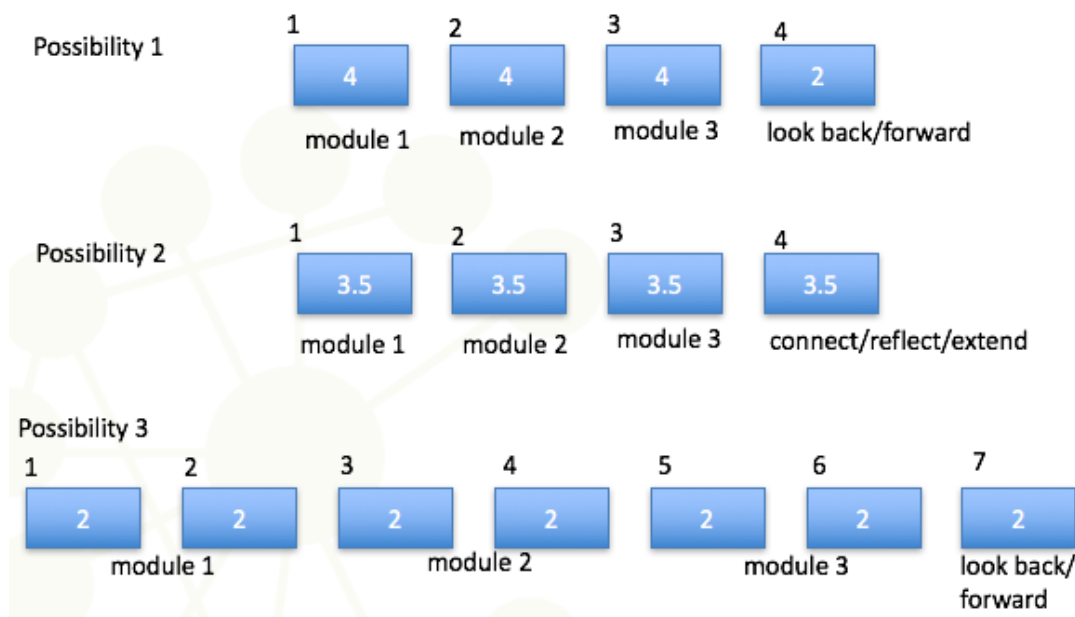 Possibility 1
1 2 3 4
4 4 4 2
module 1 module 2 module 3 look back/forward
Possibility 2
1 2 3 4
3.5 3.5 3.5 3.5
module 1 module 2 module 3 connect/reflect/extend
Possibility 3
1 2 3 4 5 6 7
2 2 2 2 2 2 2
module 1 module 2 module 3 look back/
forward